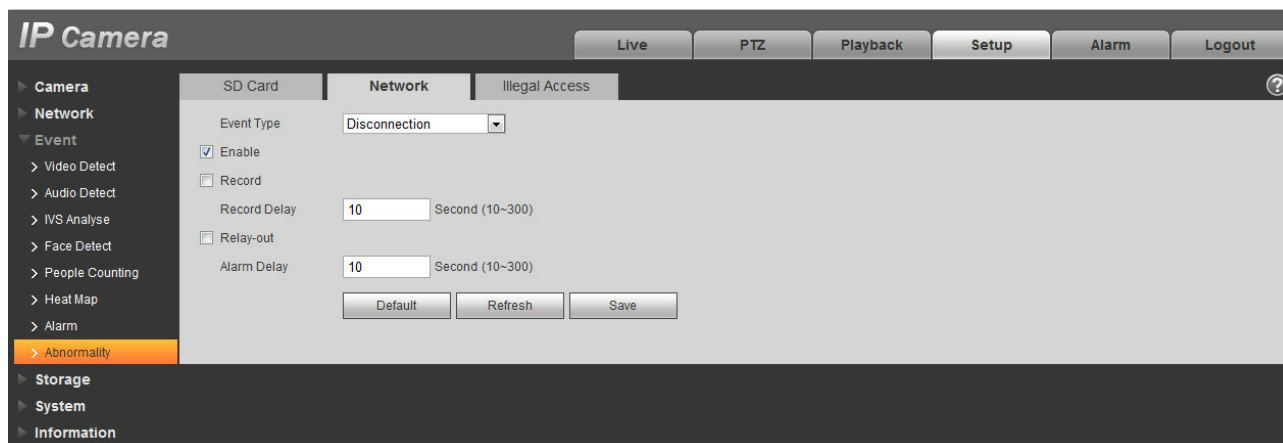 IP Camera
Live PTZ Playback Setup Alarm Logout
Camera
Network
Event
Video Detect
Audio Detect
IVS Analyse
Face Detect
People Counting
Heat Map
Alarm
Abnormality
Storage
System
Information
SD Card Network Illegal Access
?
Event Type Disconnection
Enable
Record
Record Delay 10 Second (10~300)
Relay-out
Alarm Delay 10 Second (10~300)
Default Refresh Save